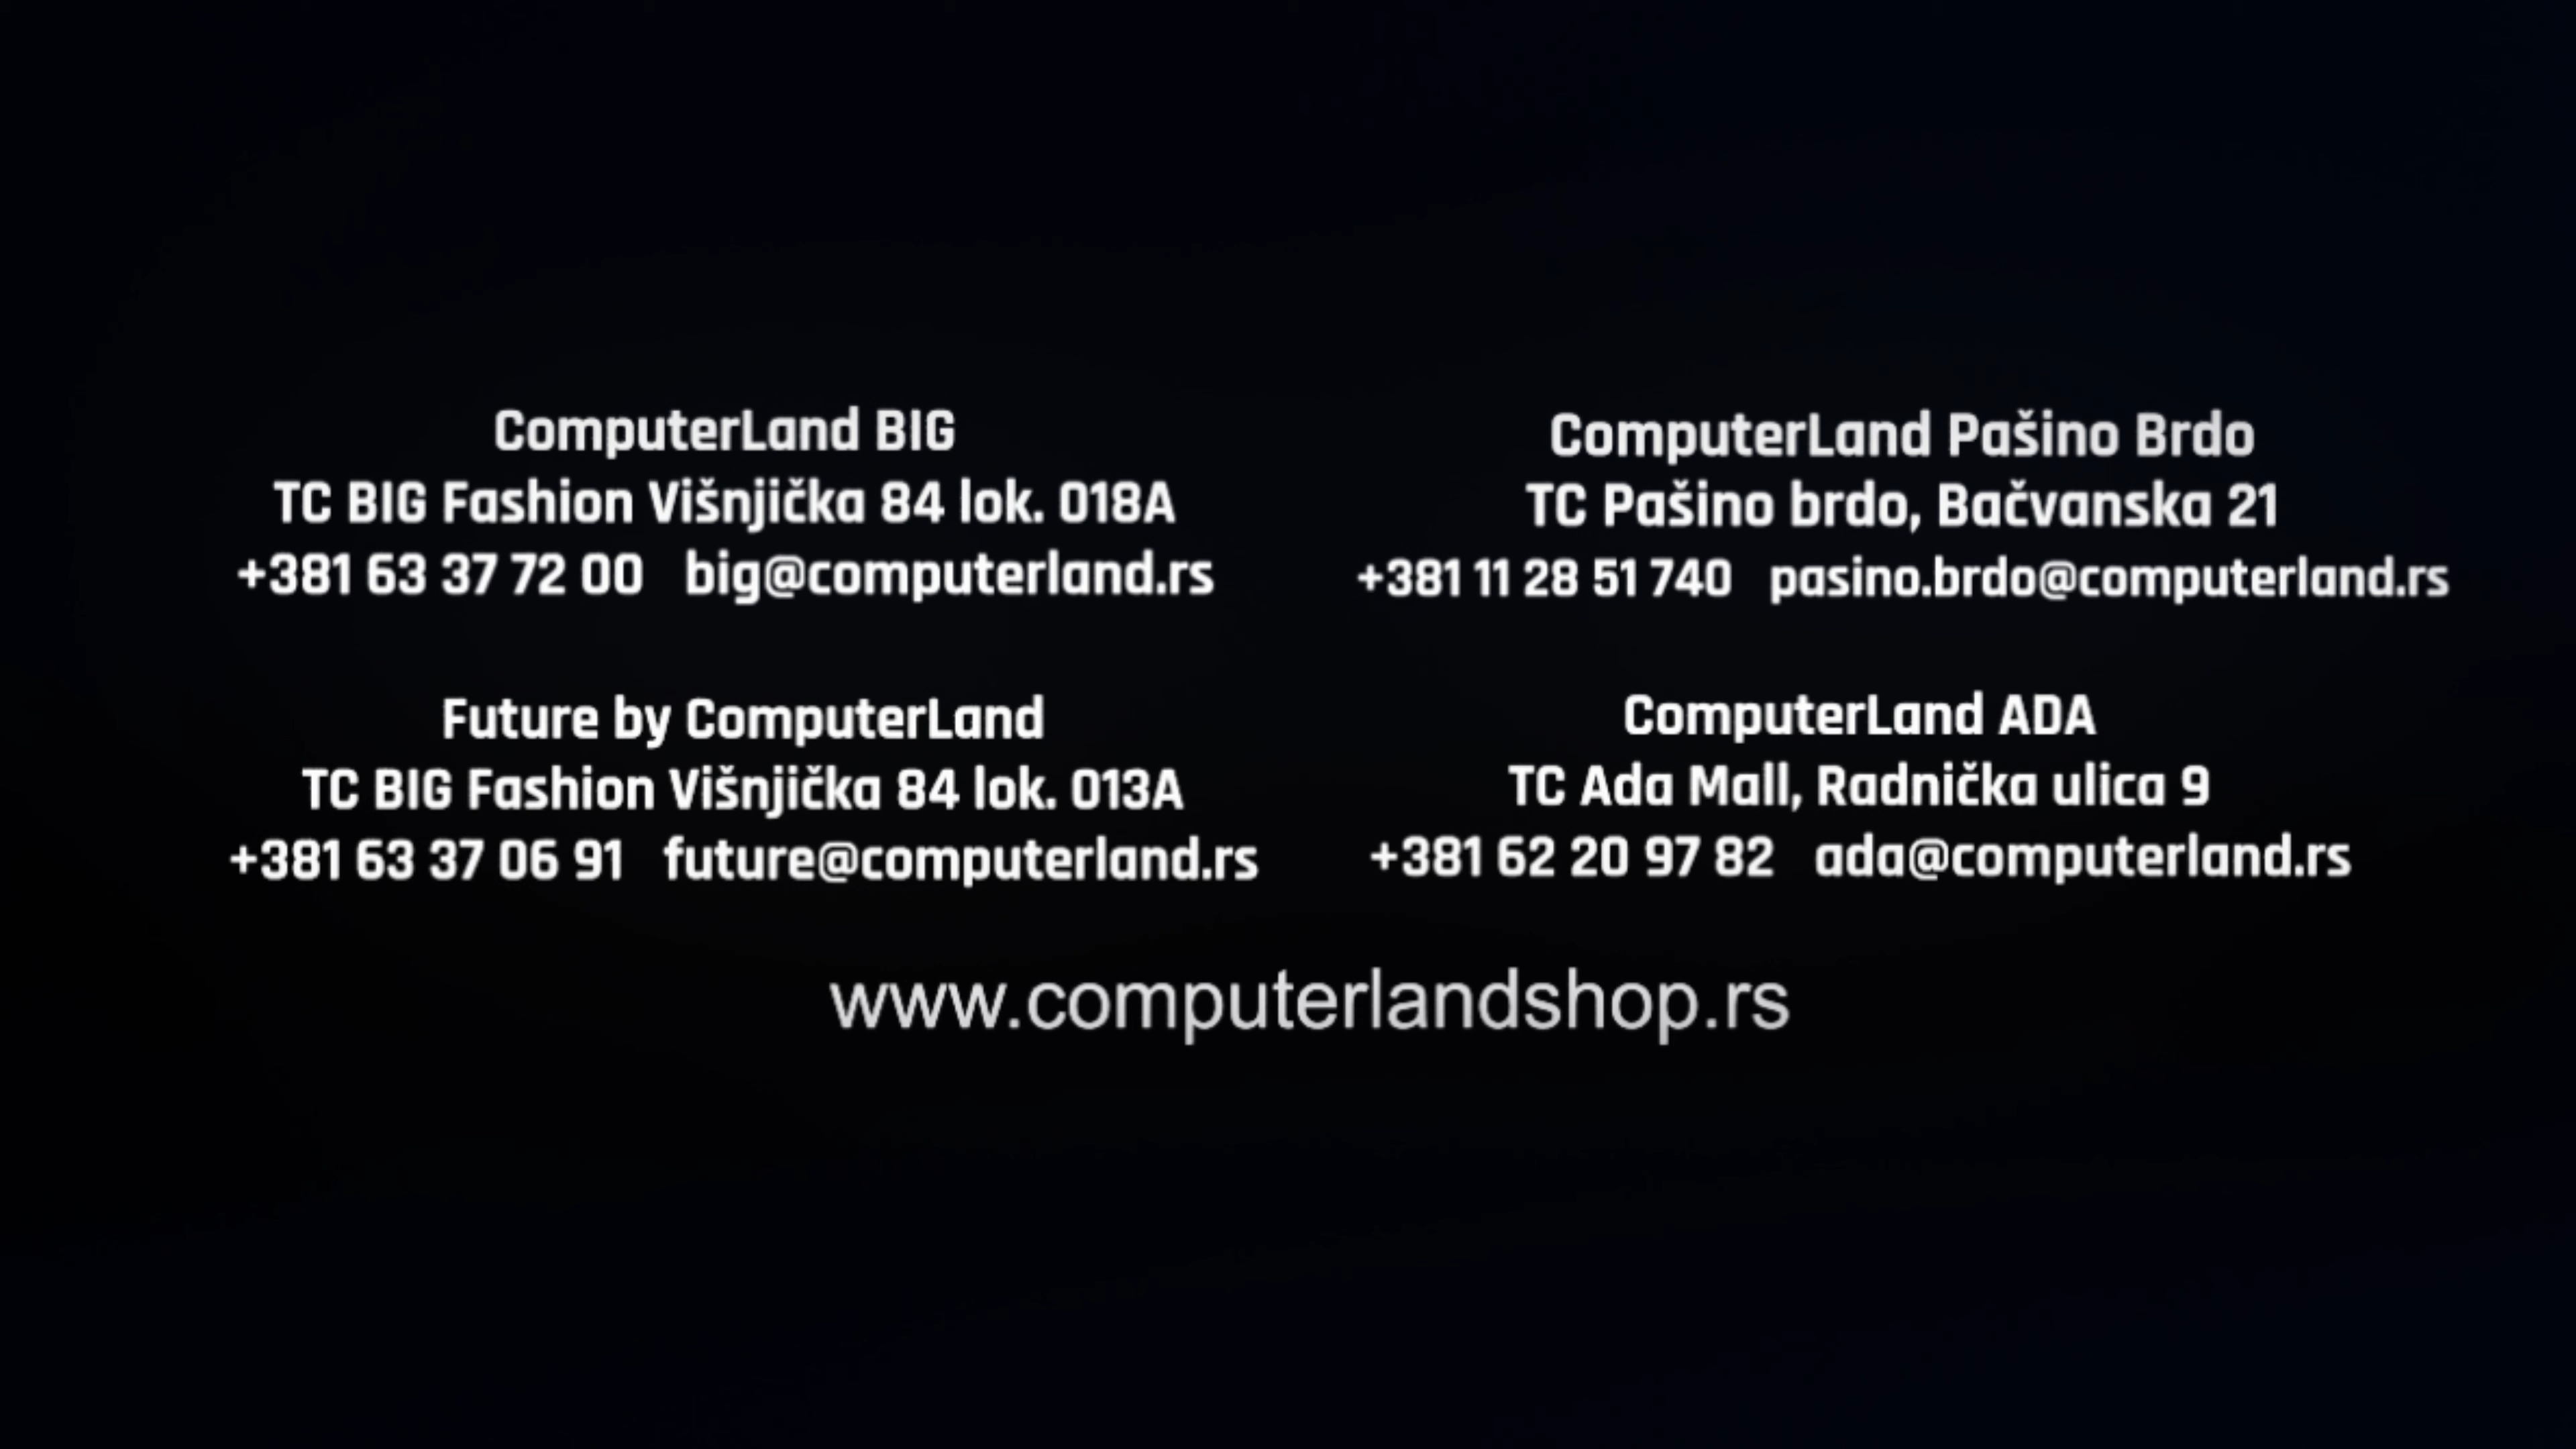 ComputerLand BIG
TC BIG Fashion Višnjička 84 lok. 018A
+381 63 37 72 00 big@computerland.rs
ComputerLand Pašino Brdo
TC Pašino brdo, Bačvanska 21
+381 11 28 51 740 pasino.brdo@computerland.rs
Future by ComputerLand
TC BIG Fashion Višnjička 84 lok. 013A
+381 63 37 06 91 future@computerland.rs
ComputerLand ADA
TC Ada Mall, Radnička ulica 9
+381 62 20 97 82 ada@computerland.rs
www.computerlandshop.rs